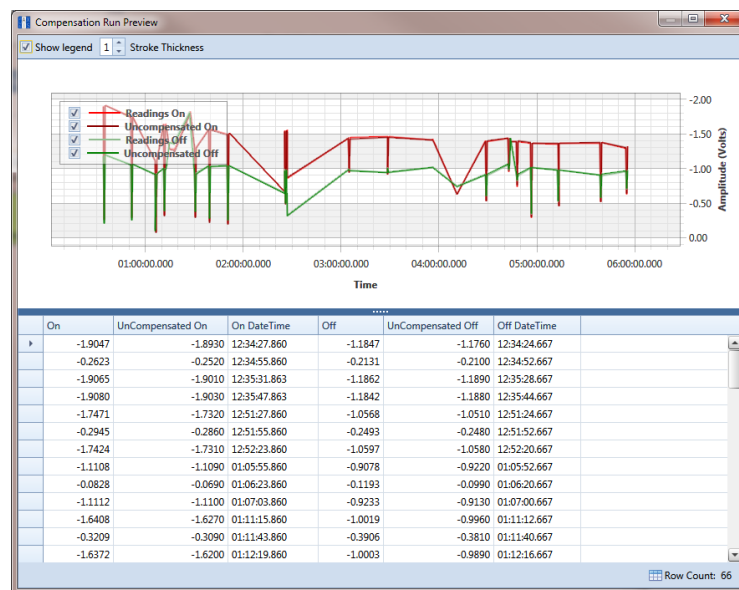 Compensation Run Preview
Show legend 1 Stroke Thickness
Readings On
Uncompensated On
Readings Off
Uncompensated Off
-2.00
-1.50
-1.00
-0.50
0.00
Amplitude (Volts)
01:00:00.000 02:00:00.000 03:00:00.000 04:00:00.000 05:00:00.000 06:00:00.000
Time
On UnCompensated On On DateTime Off UnCompensated Off Off DateTime
-1.9047 -1.8930 12:34:27.860 -1.1847 -1.1760 12:34:24.667
-0.2623 -0.2520 12:34:55.860 -0.2131 -0.2100 12:34:52.667
-1.9065 -1.9010 12:35:31.863 -1.1862 -1.1890 12:35:28.667
-1.9080 -1.9030 12:35:47.863 -1.1842 -1.1880 12:35:44.667
-1.7471 -1.7320 12:51:27.860 -1.0568 -1.0510 12:51:24.667
-0.2945 -0.2860 12:51:55.860 -0.2493 -0.2480 12:51:52.667
-1.7424 -1.7310 12:52:23.860 -1.0597 -1.0580 12:52:20.667
-1.1108 -1.1090 01:05:55.860 -0.9078 -0.9220 01:05:52.667
-0.0828 -0.0690 01:06:23.860 -0.1193 -0.0990 01:06:20.667
-1.1112 -1.1100 01:07:03.860 -0.9233 -0.9130 01:07:00.667
-1.6408 -1.6270 01:11:15.860 -1.0019 -0.9960 01:11:12.667
-0.3209 -0.3090 01:11:43.860 -0.3906 -0.3810 01:11:40.667
-1.6372 -1.6200 01:12:19.860 -1.0003 -0.9890 01:12:16.667
Row Count: 66